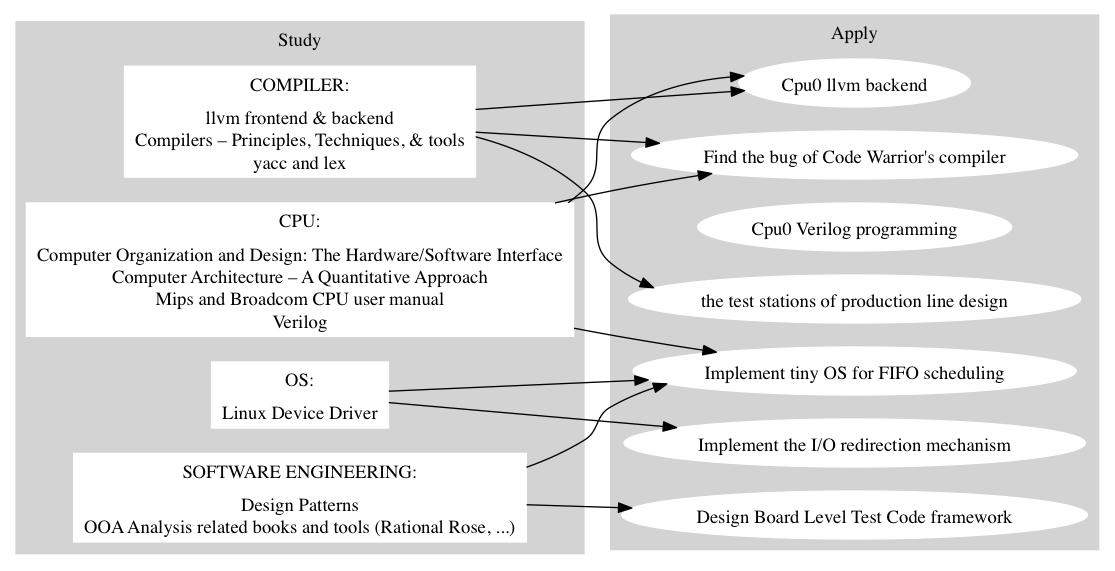 Study
COMPILER:
llvm frontend & backend
Compilers – Principles, Techniques, & tools
yacc and lex
CPU:
Computer Organization and Design: The Hardware/Software Interface
Computer Architecture – A Quantitative Approach
Mips and Broadcom CPU user manual
Verilog
OS:
Linux Device Driver
SOFTWARE ENGINEERING:
Design Patterns
OOA Analysis related books and tools (Rational Rose, ...)
Apply
Cpu0 llvm backend
Find the bug of Code Warrior's compiler
Cpu0 Verilog programming
the test stations of production line design
Implement tiny OS for FIFO scheduling
Implement the I/O redirection mechanism
Design Board Level Test Code framework